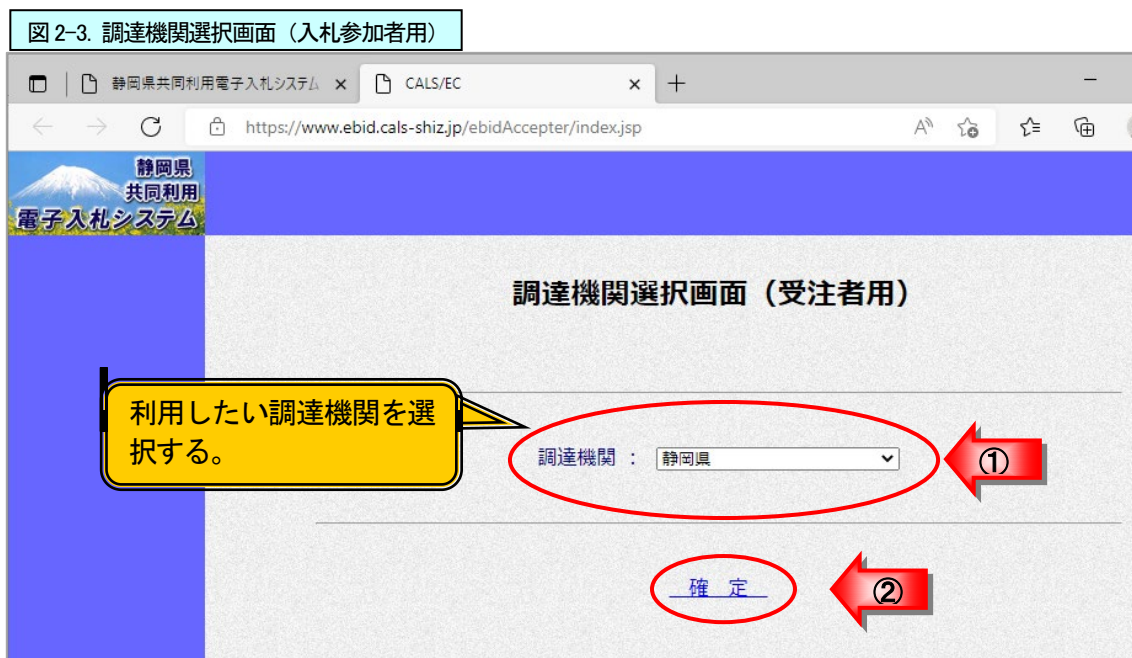 図 2-3. 調達機関選択画面（入札参加者用）
静岡県共同利用電子入札システム
CALS/EC
https://www.ebid.cals-shiz.jp/ebidAccepter/index.jsp
静岡県
共同利用
電子入札システム
調達機関選択画面（受注者用）
利用したい調達機関を選
択する。
調達機関 ： 静岡県
①
確 定
②